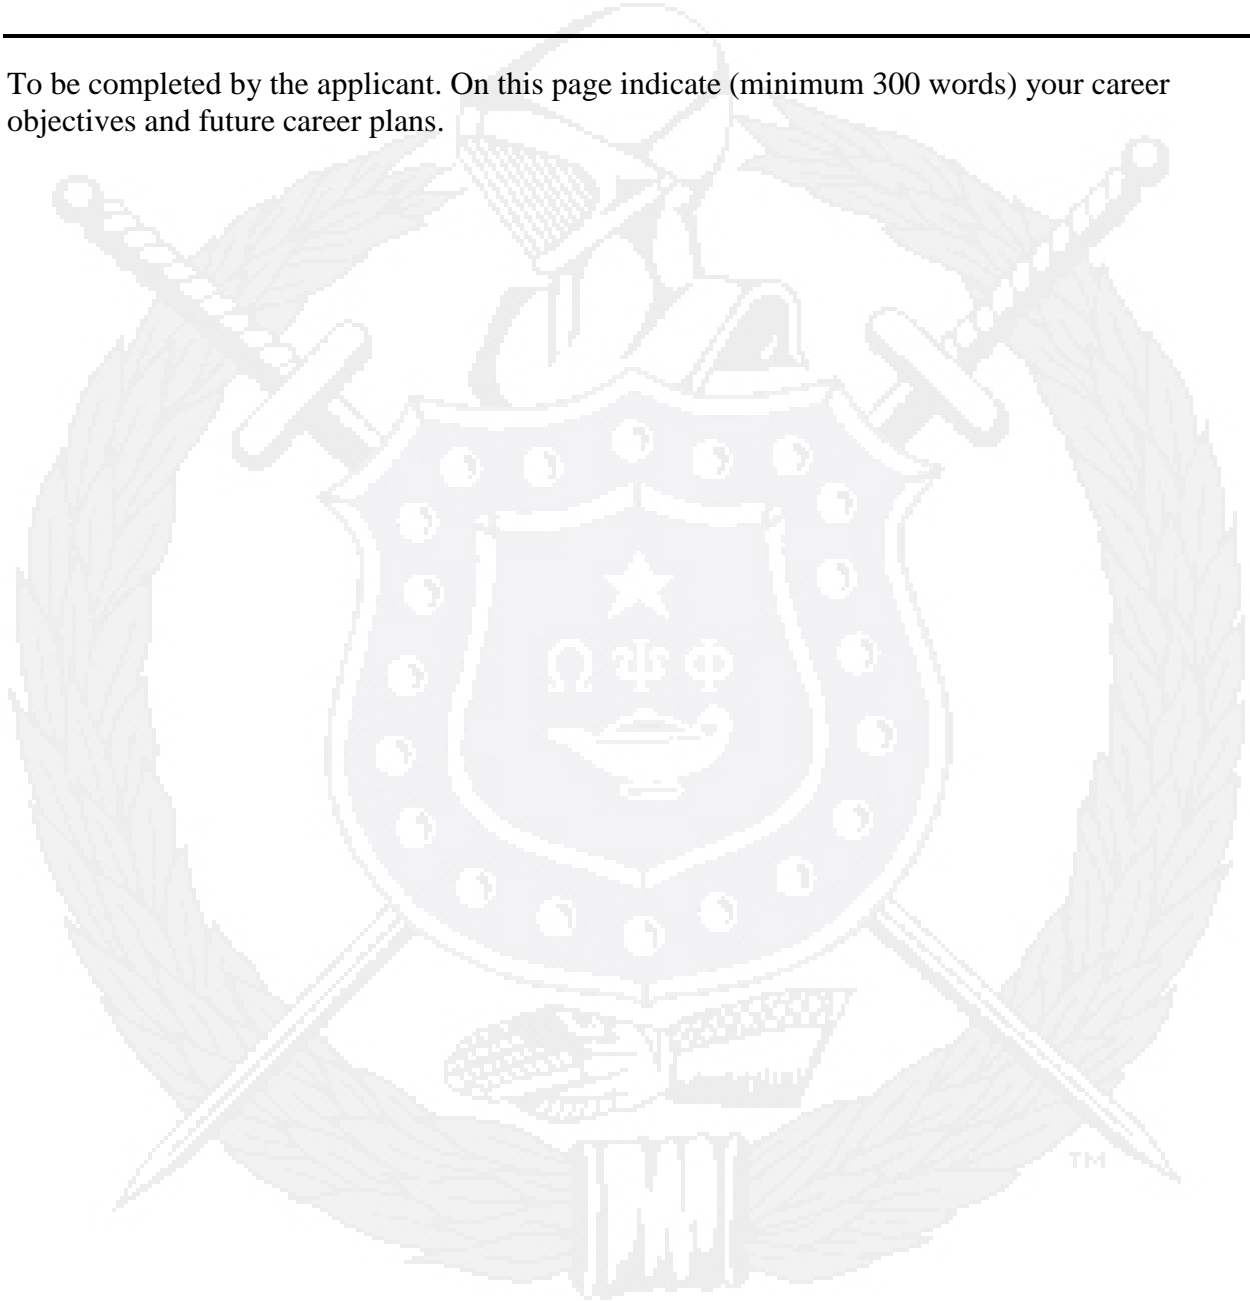 To be completed by the applicant. On this page indicate (minimum 300 words) your career
objectives and future career plans.
Ω Ψ Φ
TM